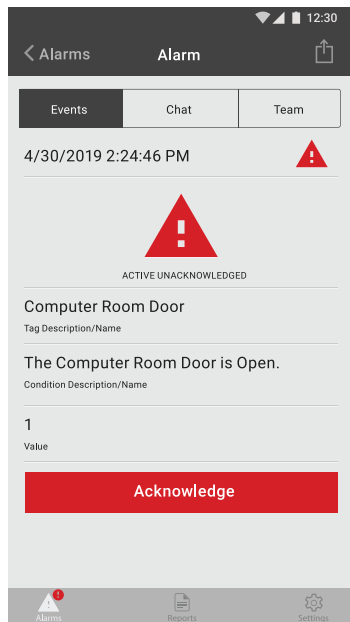 12:30
Alarms
Alarm
Events Chat Team
4/30/2019 2:24:46 PM
ACTIVE UNACKNOWLEDGED
Computer Room Door
Tag Description/Name
The Computer Room Door is Open.
Condition Description/Name
1
Value
Acknowledge
Alarms Reports Settings